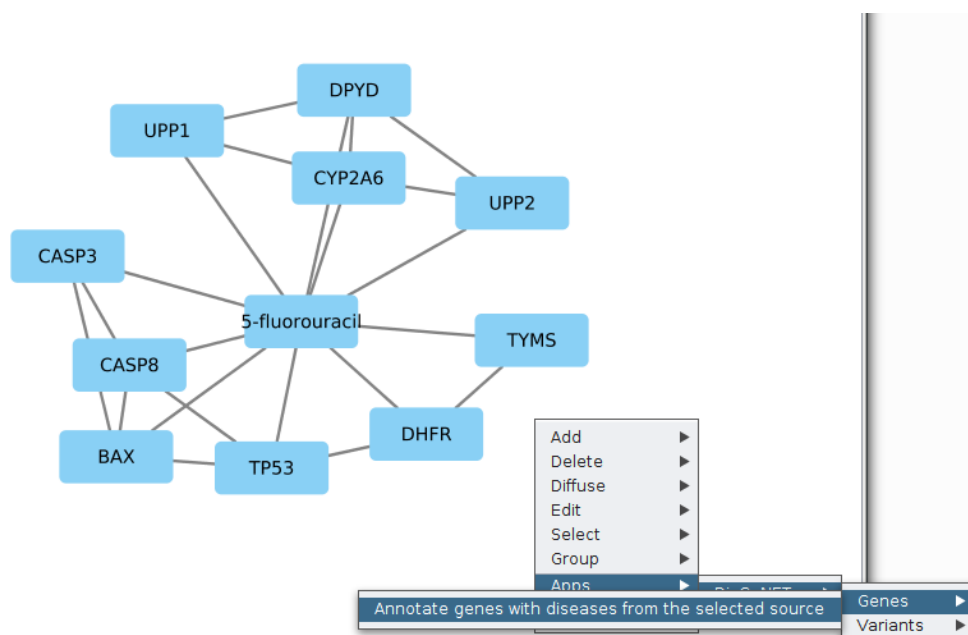 DPYD
UPP1
CYP2A6
UPP2
CASP3
5-fluorouracil
TYMS
CASP8
DHFR
BAX
TP53
Add
Delete
Diffuse
Edit
Select
Group
Apps
Genes
Annotate genes with diseases from the selected source
Variants